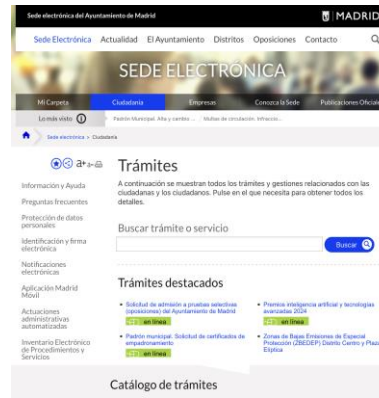 Sede electrónica del Ayuntamiento de Madrid
MADRID
Sede Electrónica Actualidad El Ayuntamiento Distritos Oposiciones Contacto
SEDE ELECTRÓNICA
Mi Carpeta Ciudadanía Empresas Conozca la Sede Publicaciones Oficiale
Lo más visto Padrón Municipal. Alta y cambio ... Multas de circulación. Infraccio...
Sede electrónica > Ciudadanía
a+ a-
Trámites
A continuación se muestran todos los trámites y gestiones relacionados con las
ciudadanas y los ciudadanos. Pulse en el que necesita para obtener todos los
detalles.
Información y Ayuda
Preguntas frecuentes
Protección de datos
personales
Identificación y firma
electrónica
Notificaciones
electrónicas
Aplicación Madrid
Móvil
Actuaciones
administrativas
automatizadas
Inventario Electrónico
de Procedimientos y
Servicios
Buscar trámite o servicio
Buscar
Trámites destacados
Solicitud de admisión a pruebas selectivas
(oposiciones) del Ayuntamiento de Madrid
en línea
Padrón municipal. Solicitud de certificados de
empadronamiento
en línea
Premios inteligencia artificial y tecnologías
avanzadas 2024
en línea
Zonas de Bajas Emisiones de Especial
Protección (ZBEDEP) Distrito Centro y Plaza
Elíptica
Catálogo de trámites